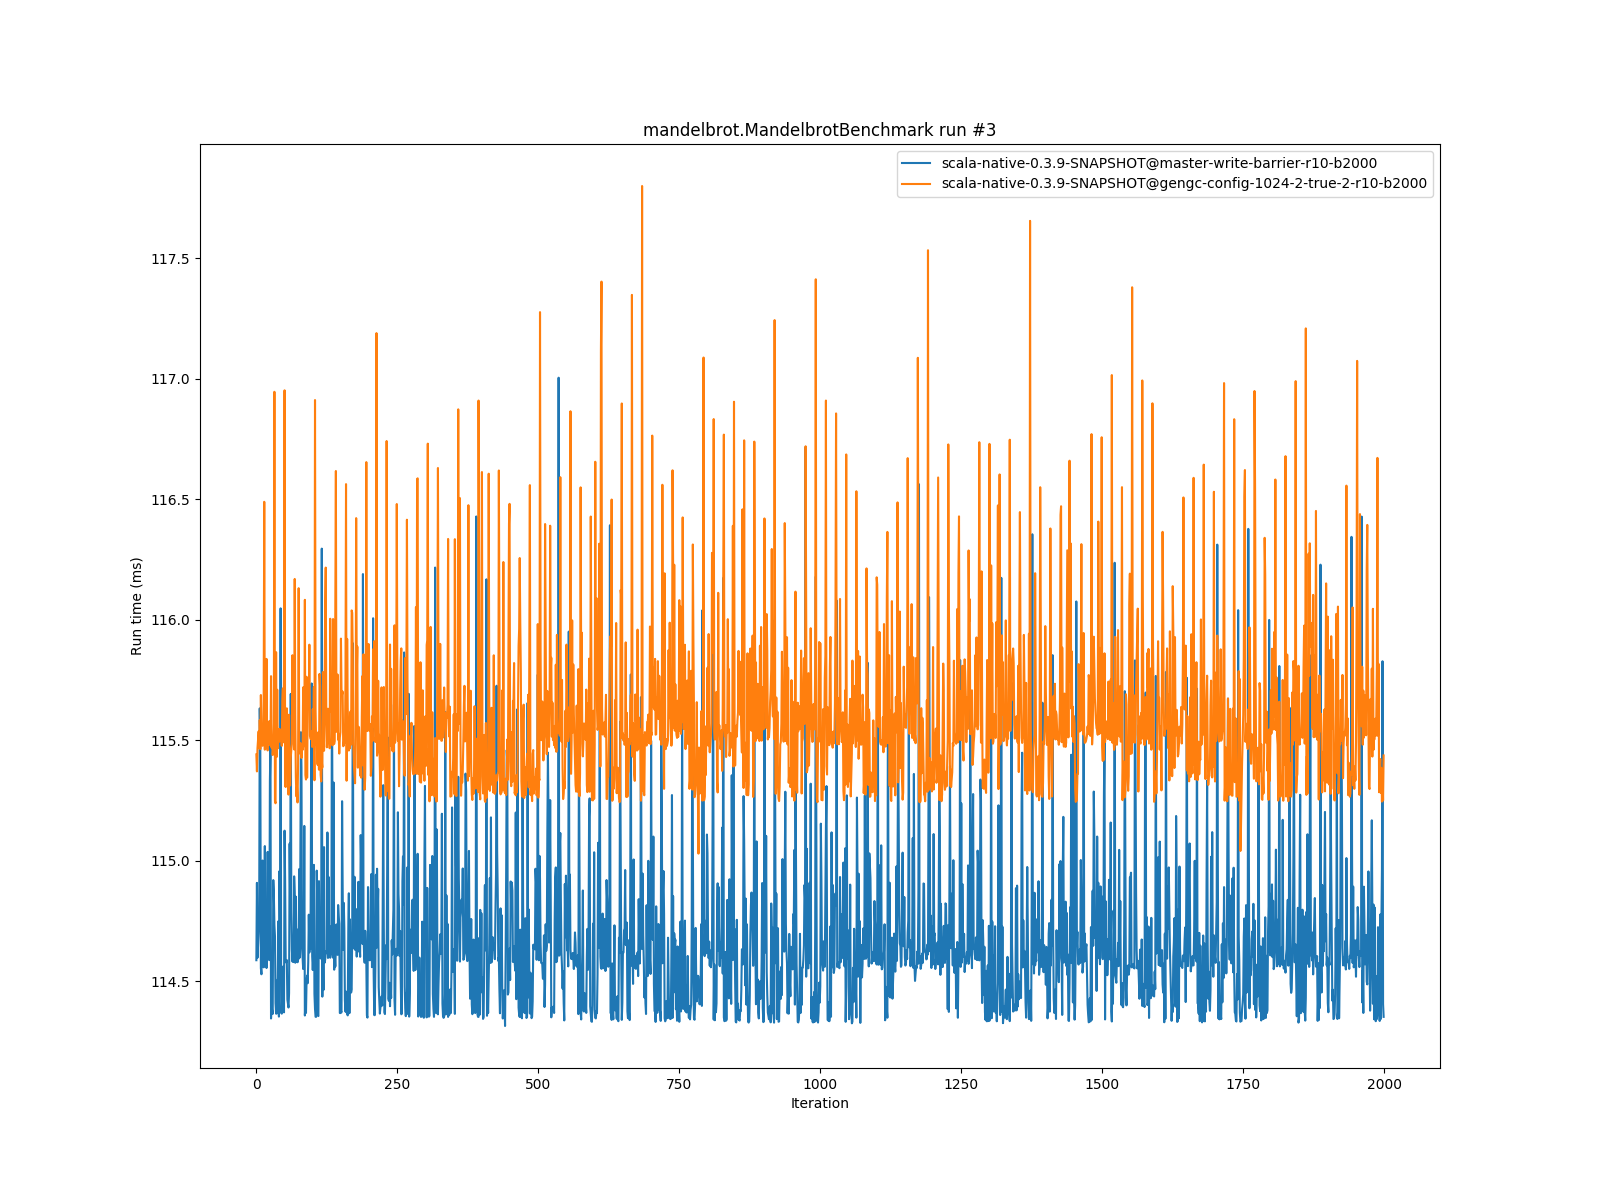 mandelbrot.MandelbrotBenchmark run #3
scala-native-0.3.9-SNAPSHOT@master-write-barrier-r10-b2000
scala-native-0.3.9-SNAPSHOT@gengc-config-1024-2-true-2-r10-b2000
117.5
117.0
116.5
116.0
115.5
115.0
114.5
Run time (ms)
0 250 500 750 1000 1250 1500 1750 2000
Iteration